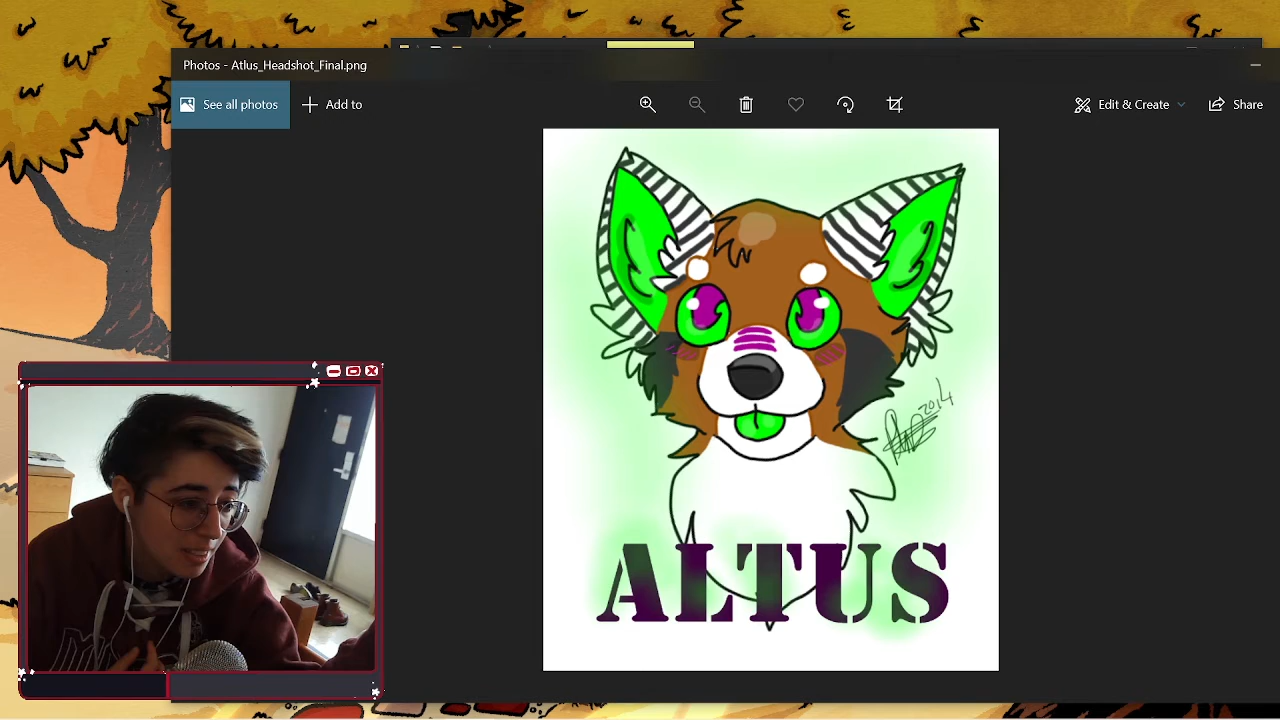 Photos - Atlus_Headshot_Final.png
See all photos
Add to
Edit & Create
Share
2014
ALTUS